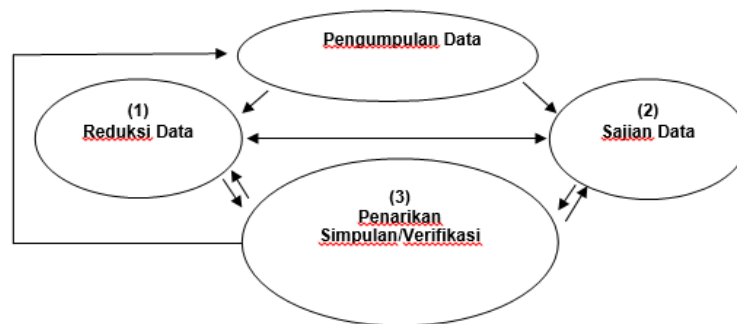 Pengumpulan Data
(1)
Reduksi Data
(2)
Sajian Data
(3)
Penarikan
Simpulan/Verifikasi